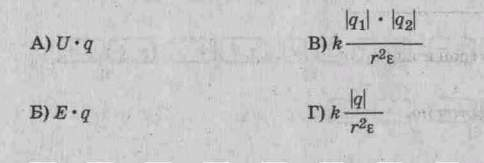 А) U · q
В) k |q₁| · |q₂| / r²ε
Б) E · q
Г) k |q| / r²ε